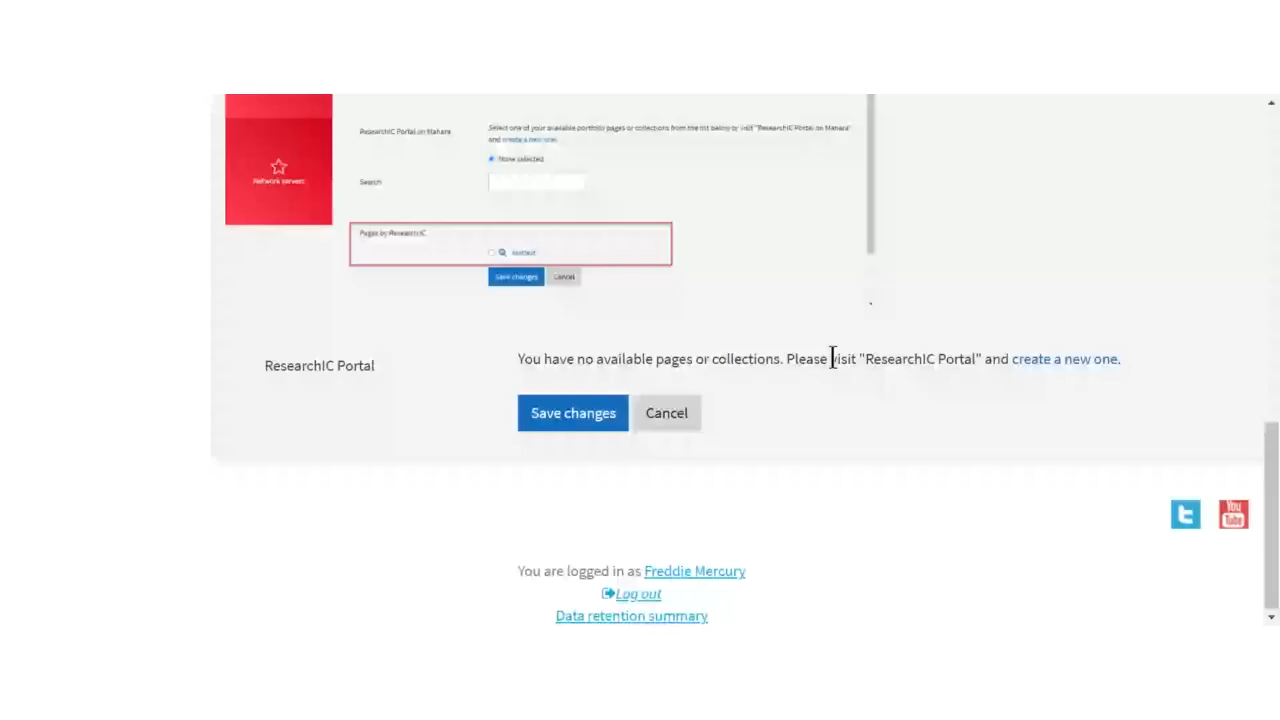 ResearchIC Portal on Mahara
Select one of your available portfolio pages or collections from the list below or visit "ResearchIC Portal on Mahara"
and create a new one.
None selected
Network servers
Search
Pages by ResearchIC
Save changes Cancel
ResearchIC Portal
You have no available pages or collections. Please visit "ResearchIC Portal" and create a new one.
Save changes Cancel
You Tube
You are logged in as Freddie Mercury
Log out
Data retention summary